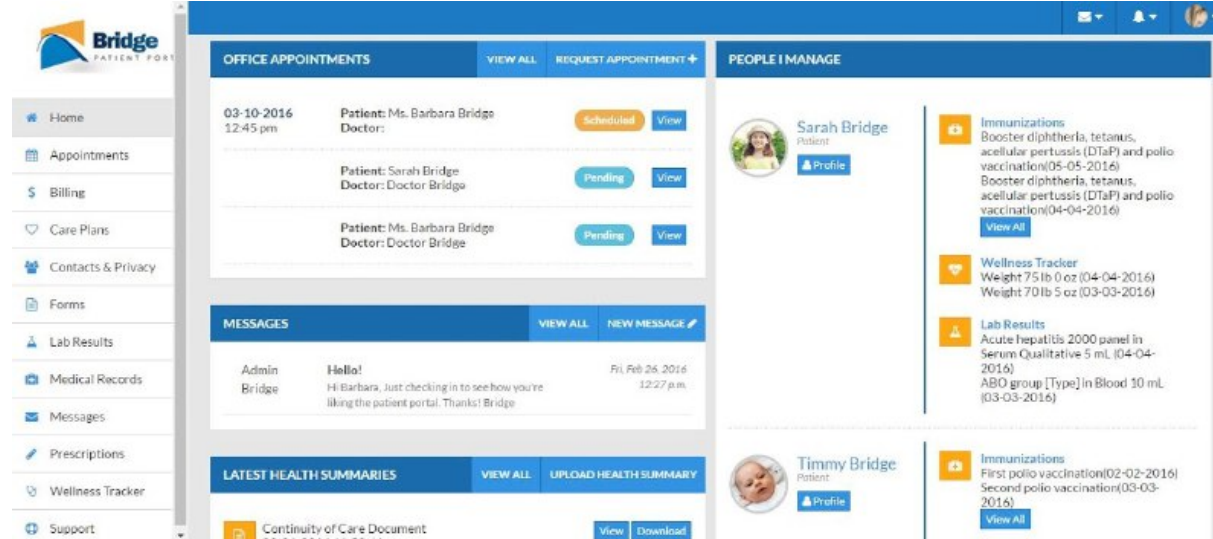 Bridge
PATIENT PORT
Home
Appointments
Billing
Care Plans
Contacts & Privacy
Forms
Lab Results
Medical Records
Messages
Prescriptions
Wellness Tracker
Support
OFFICE APPOINTMENTS VIEW ALL REQUEST APPOINTMENT
03-10-2016 Patient: Ms. Barbara Bridge Scheduled View
12:45 pm Doctor:
Patient: Sarah Bridge Pending View
Doctor: Doctor Bridge
Patient: Ms. Barbara Bridge Pending View
Doctor: Doctor Bridge
MESSAGES VIEW ALL NEW MESSAGE
Admin Hello! Fri, Feb 26, 2016
Bridge Hi Barbara, Just checking in to see how you're 12:27 p.m.
liking the patient portal. Thanks! Bridge
LATEST HEALTH SUMMARIES VIEW ALL UPLOAD HEALTH SUMMARY
Continuity of Care Document View Download
PEOPLE I MANAGE
Sarah Bridge
Patient
Profile
Immunizations
Booster diphtheria, tetanus,
acellular pertussis (DTaP) and polio
vaccination(05-05-2016)
Booster diphtheria, tetanus,
acellular pertussis (DTaP) and polio
vaccination(04-04-2016)
View All
Wellness Tracker
Weight 75 lb 0 oz (04-04-2016)
Weight 70 lb 5 oz (03-03-2016)
Lab Results
Acute hepatitis 2000 panel in
Serum Qualitative 5 mL (04-04-
2016)
ABO group [Type] in Blood 10 mL
(03-03-2016)
Timmy Bridge
Patient
Profile
Immunizations
First polio vaccination(02-02-2016)
Second polio vaccination(03-03-
2016)
View All